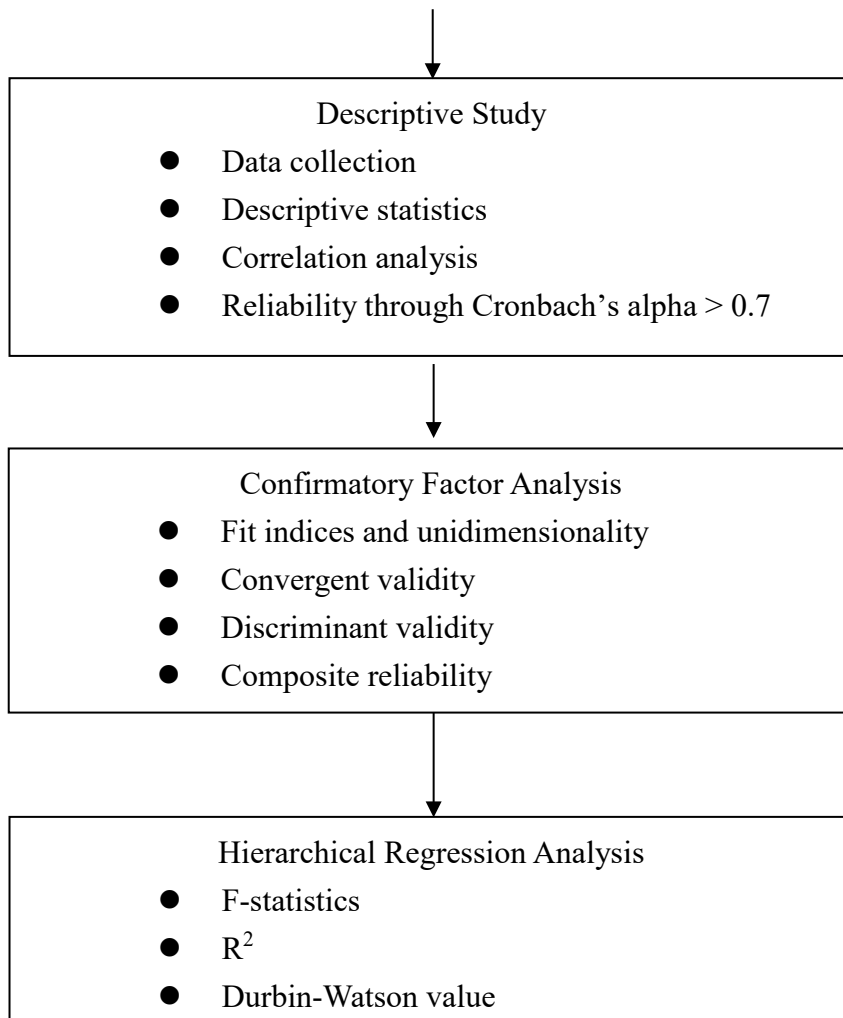 Descriptive Study
● Data collection
● Descriptive statistics
● Correlation analysis
● Reliability through Cronbach’s alpha > 0.7
Confirmatory Factor Analysis
● Fit indices and unidimensionality
● Convergent validity
● Discriminant validity
● Composite reliability
Hierarchical Regression Analysis
● F-statistics
● R²
● Durbin-Watson value